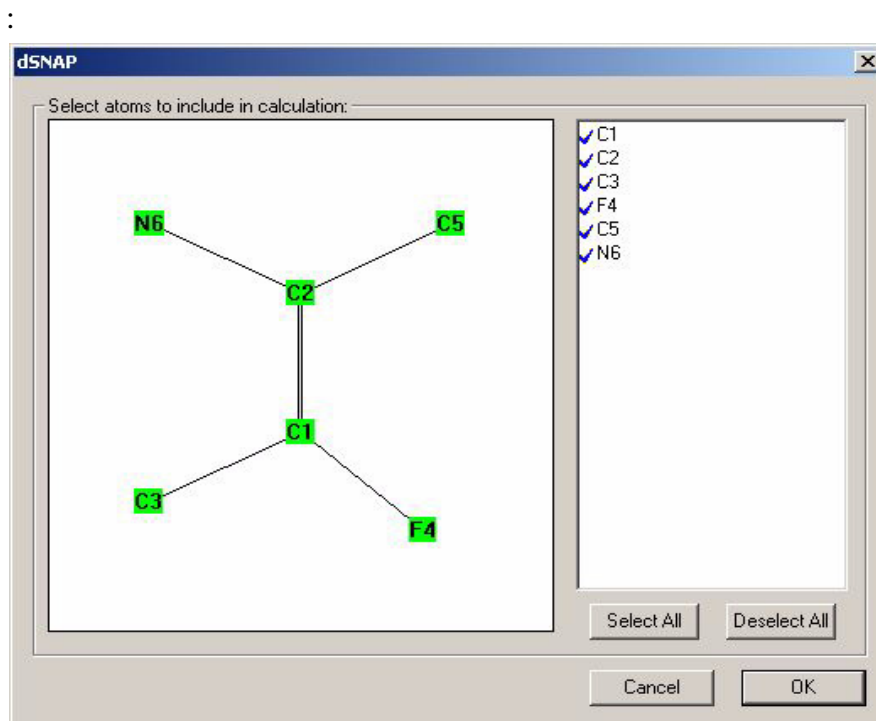 :
dSNAP
Select atoms to include in calculation:
N6 C5
C2
C1
C3
F4
C1
C2
C3
F4
C5
N6
Select All Deselect All
Cancel OK